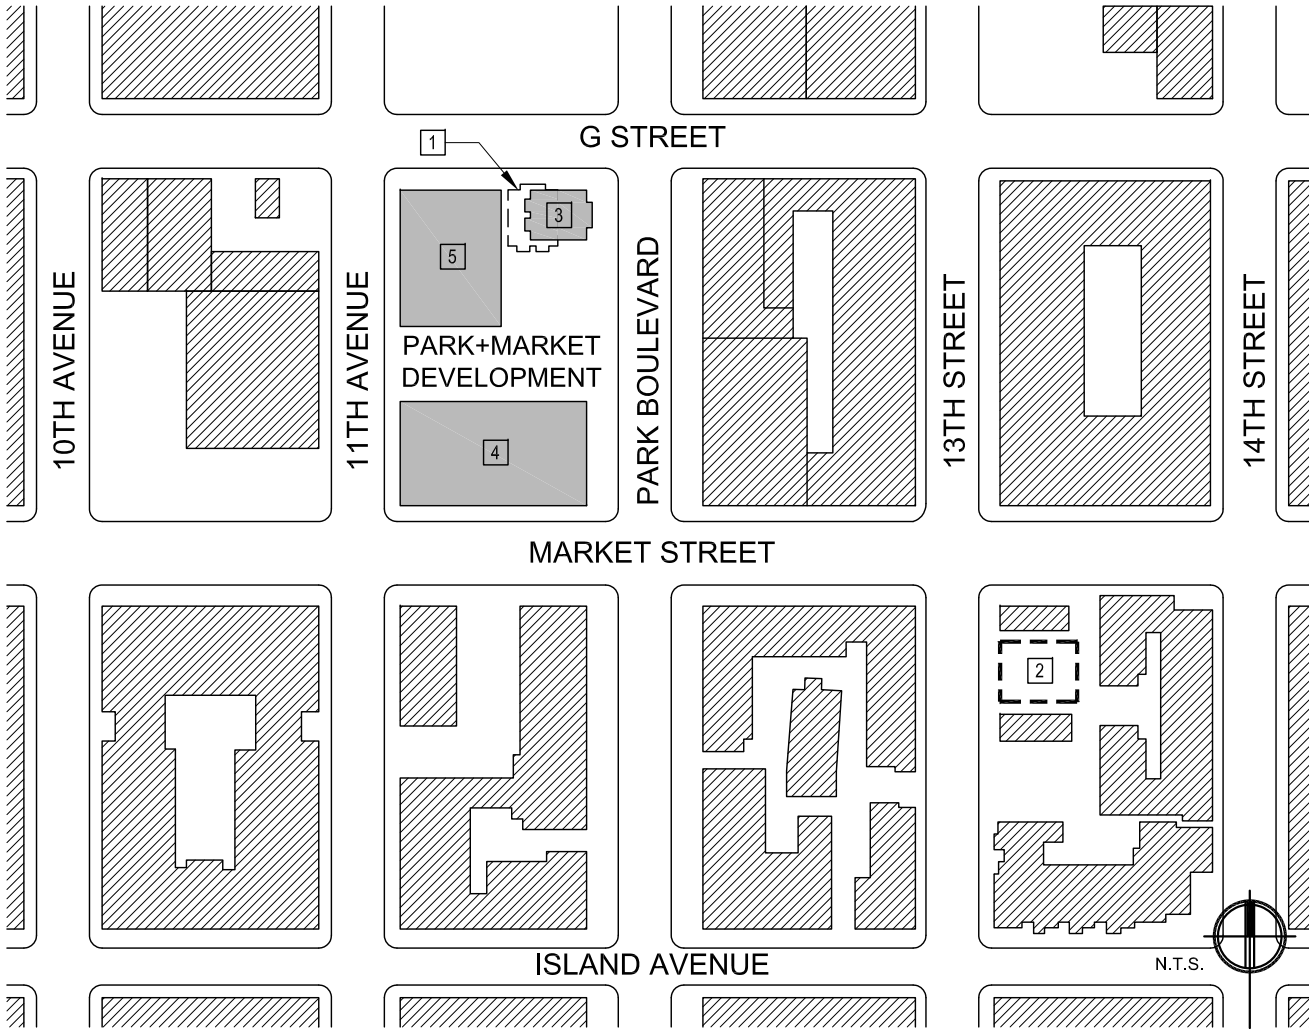 G STREET
1
3
5
10TH AVENUE
11TH AVENUE
PARK+MARKET
DEVELOPMENT
PARK BOULEVARD
13TH STREET
14TH STREET
4
MARKET STREET
2
ISLAND AVENUE
N.T.S.